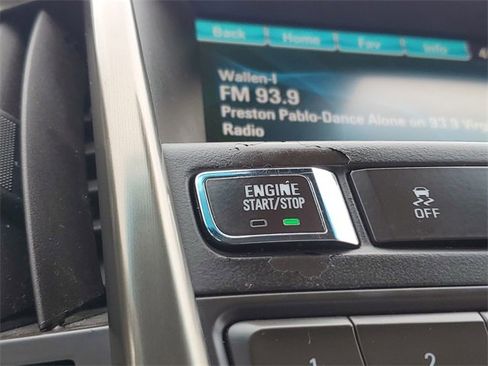 Back Home Fav Info
Wallen-I
FM 93.9
Preston Pablo-Dance Alone on 93.9 Virg
Radio
ENGINE
START/STOP
OFF
1 2